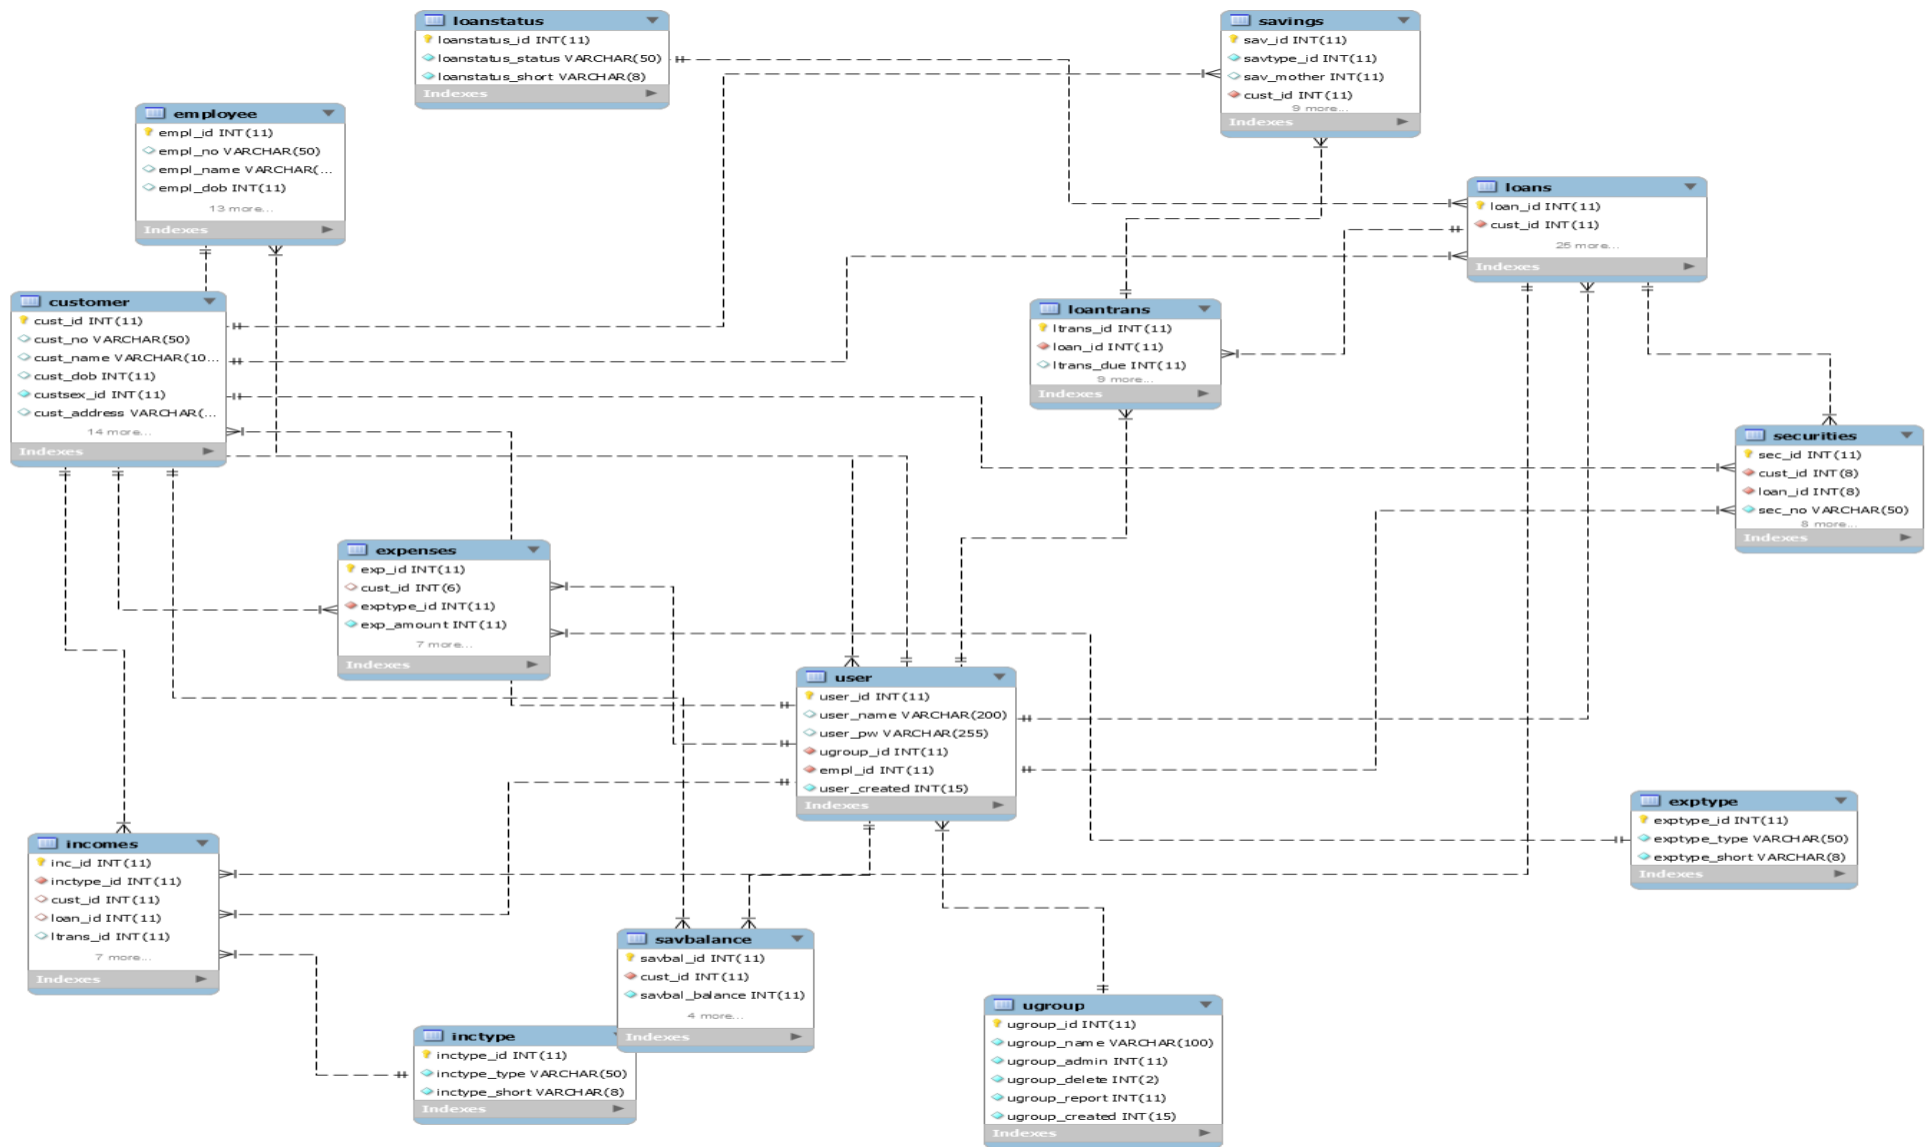 loanstatus
loanstatus_id INT(11)
loanstatus_status VARCHAR(50)
loanstatus_short VARCHAR(8)
Indexes
savings
sav_id INT(11)
savtype_id INT(11)
sav_mother INT(11)
cust_id INT(11)
9 more...
Indexes
employee
empl_id INT(11)
empl_no VARCHAR(50)
empl_name VARCHAR(...
empl_dob INT(11)
13 more...
Indexes
loans
loan_id INT(11)
cust_id INT(11)
25 more...
Indexes
customer
cust_id INT(11)
cust_no VARCHAR(50)
cust_name VARCHAR(10...
cust_dob INT(11)
custsex_id INT(11)
cust_address VARCHAR(...
14 more...
Indexes
loantrans
ltrans_id INT(11)
loan_id INT(11)
ltrans_due INT(11)
9 more...
Indexes
securities
sec_id INT(11)
cust_id INT(8)
loan_id INT(8)
sec_no VARCHAR(50)
8 more...
Indexes
expenses
exp_id INT(11)
cust_id INT(6)
exptype_id INT(11)
exp_amount INT(11)
7 more...
Indexes
user
user_id INT(11)
user_name VARCHAR(200)
user_pw VARCHAR(255)
ugroup_id INT(11)
empl_id INT(11)
user_created INT(15)
Indexes
exptype
exptype_id INT(11)
exptype_type VARCHAR(50)
exptype_short VARCHAR(8)
Indexes
incomes
inc_id INT(11)
inctype_id INT(11)
cust_id INT(11)
loan_id INT(11)
ltrans_id INT(11)
7 more...
Indexes
savbalance
savbal_id INT(11)
cust_id INT(11)
savbal_balance INT(11)
4 more...
Indexes
inctype
inctype_id INT(11)
inctype_type VARCHAR(50)
inctype_short VARCHAR(8)
Indexes
ugroup
ugroup_id INT(11)
ugroup_name VARCHAR(100)
ugroup_admin INT(11)
ugroup_delete INT(2)
ugroup_report INT(11)
ugroup_created INT(15)
Indexes